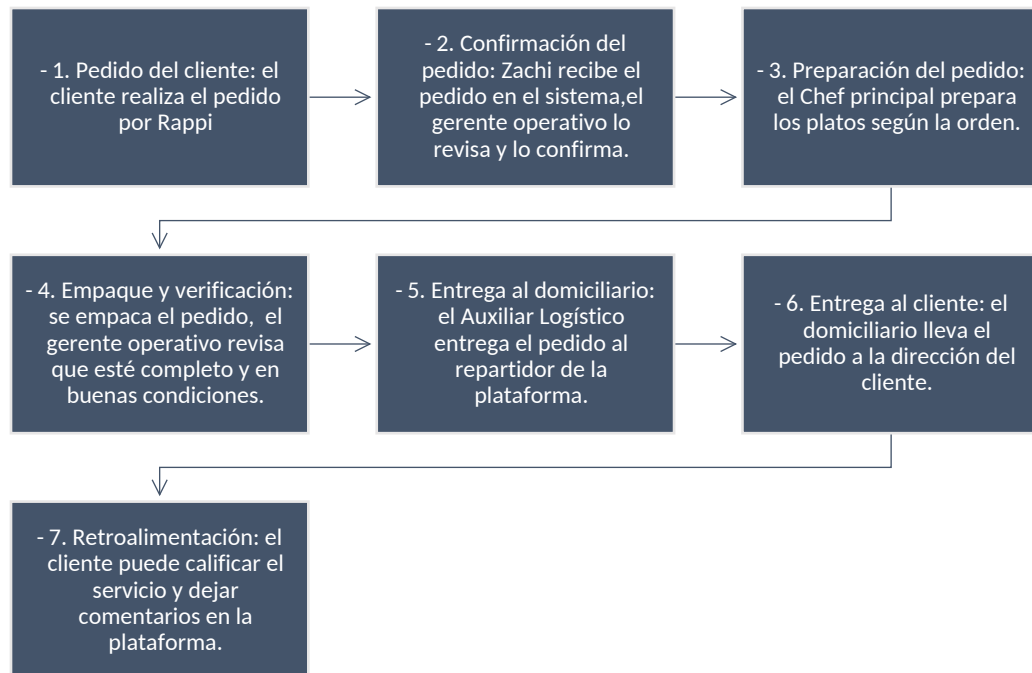 - 1. Pedido del cliente: el
cliente realiza el pedido
por Rappi
- 2. Confirmación del
pedido: Zachi recibe el
pedido en el sistema,el
gerente operativo lo
revisa y lo confirma.
- 3. Preparación del pedido:
el Chef principal prepara
los platos según la orden.
- 4. Empaque y verificación:
se empaca el pedido,  el
gerente operativo revisa
que esté completo y en
buenas condiciones.
- 5. Entrega al domiciliario:
el Auxiliar Logístico
entrega el pedido al
repartidor de la
plataforma.
- 6. Entrega al cliente: el
domiciliario lleva el
pedido a la dirección del
cliente.
- 7. Retroalimentación: el
cliente puede calificar el
servicio y dejar
comentarios en la
plataforma.